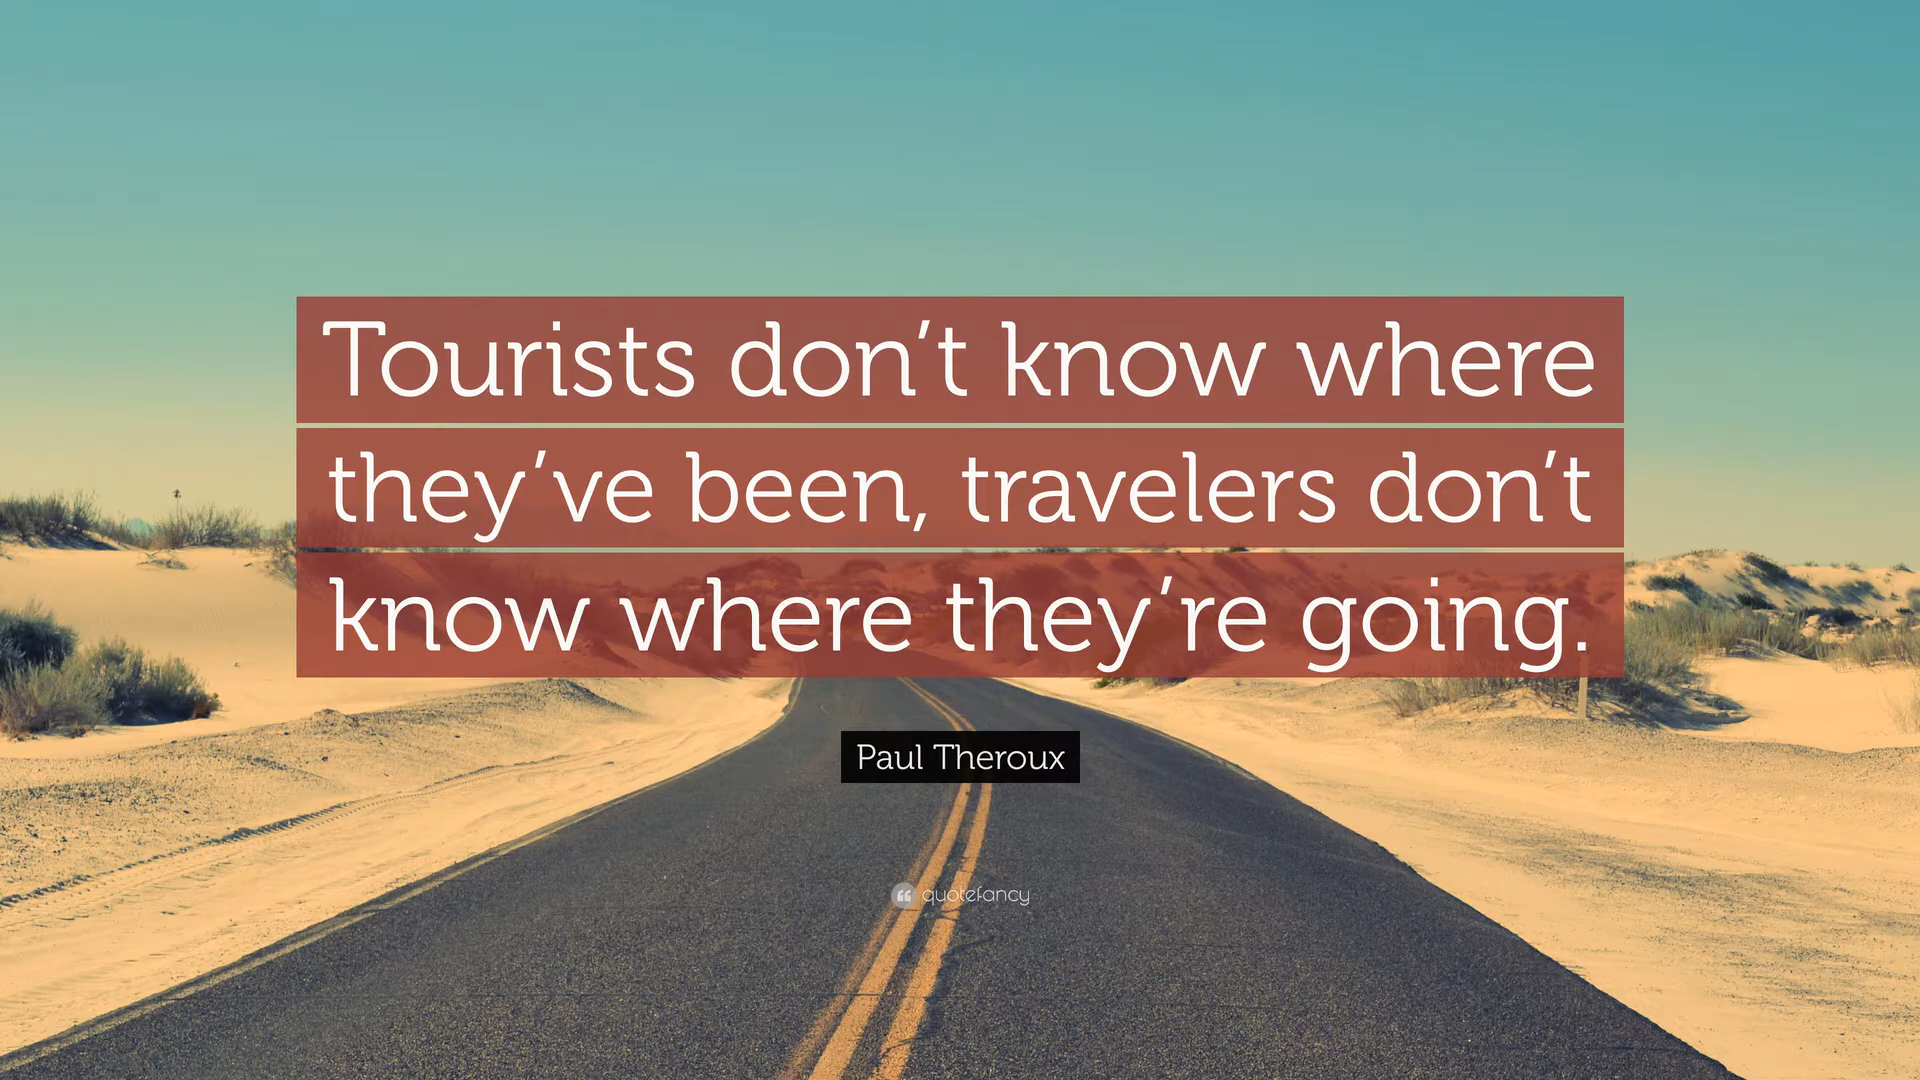 Tourists don’t know where
they’ve been, travelers don’t
know where they’re going.
Paul Theroux
quotefancy